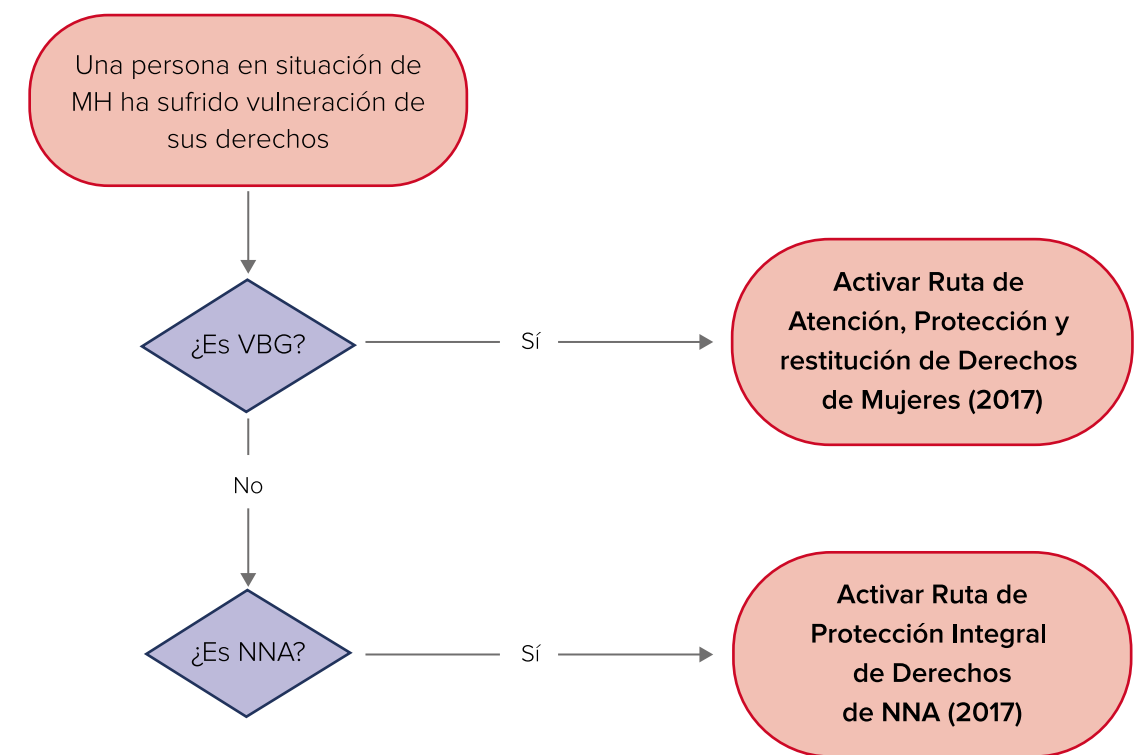 Una persona en situación de
MH ha sufrido vulneración de
sus derechos
¿Es VBG?
Sí
Activar Ruta de
Atención, Protección y
restitución de Derechos
de Mujeres (2017)
No
¿Es NNA?
Sí
Activar Ruta de
Protección Integral
de Derechos
de NNA (2017)